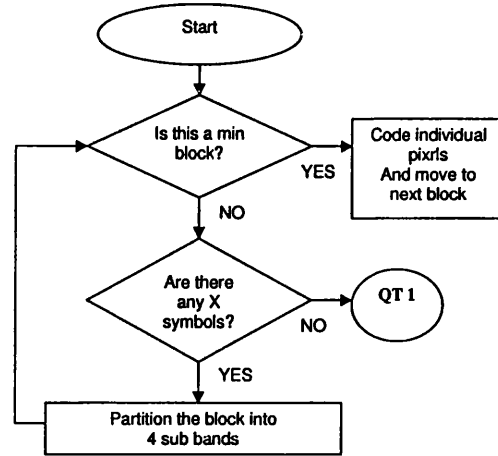 Start
Is this a min
block?
YES
Code individual
pixrls
And move to
next block
NO
Are there
any X
symbols?
NO
QT 1
YES
Partition the block into
4 sub bands